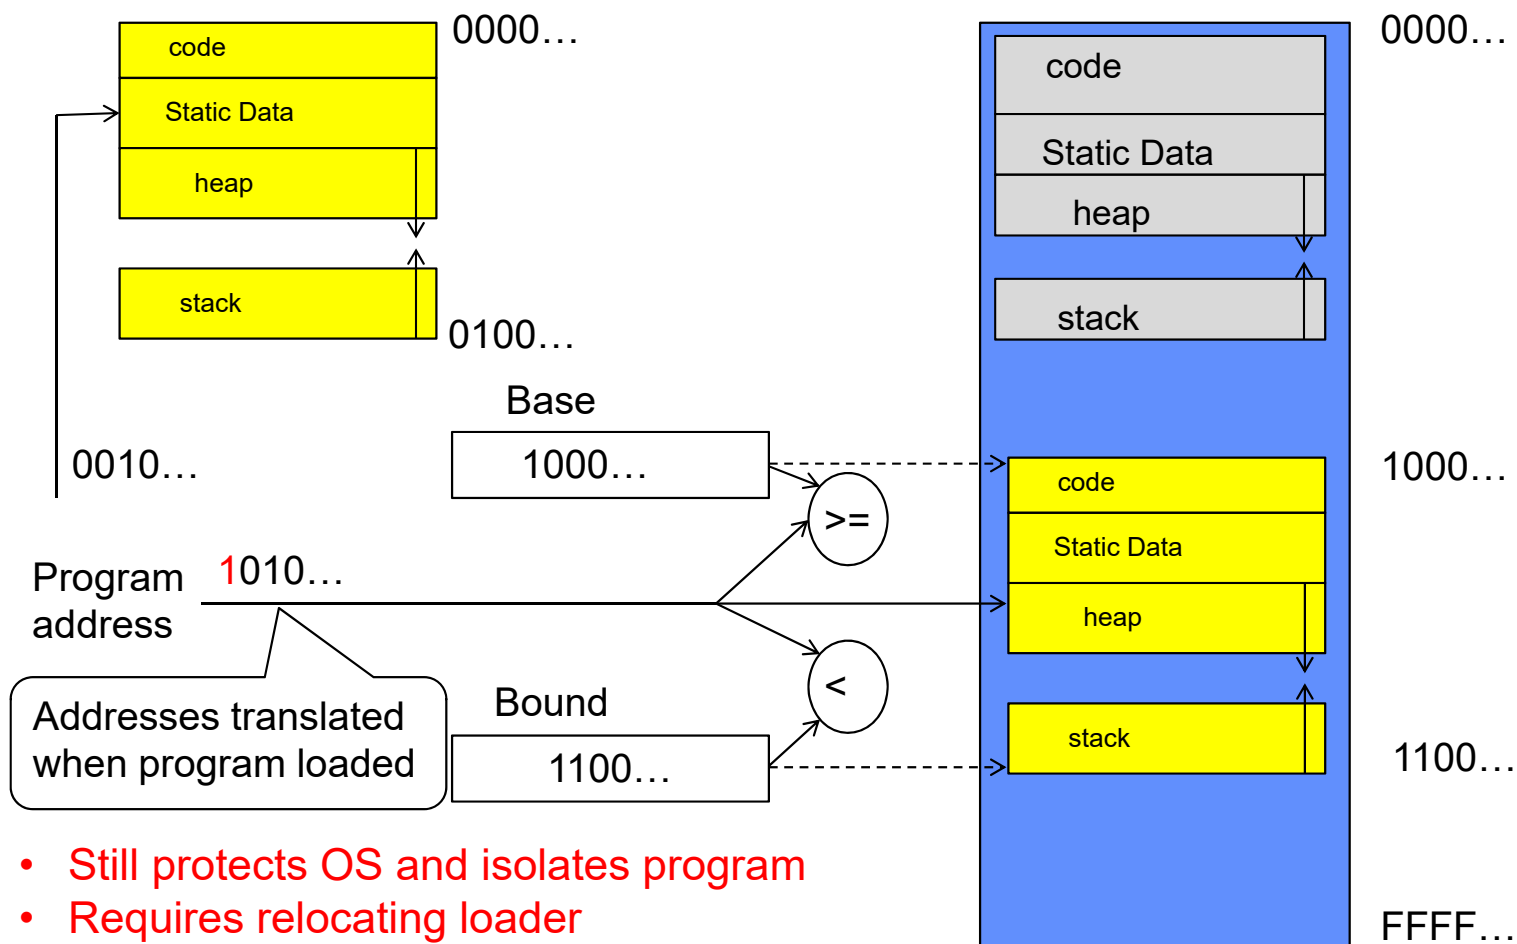 code
0000…
Static Data
heap
stack
0100…
0010…
code
0000…
Static Data
heap
stack
Base
1000…
>=
Program
address
1010…
Addresses translated
when program loaded
Bound
1100…
<
code
1000…
Static Data
heap
stack
1100…
FFFF…
• Still protects OS and isolates program
• Requires relocating loader